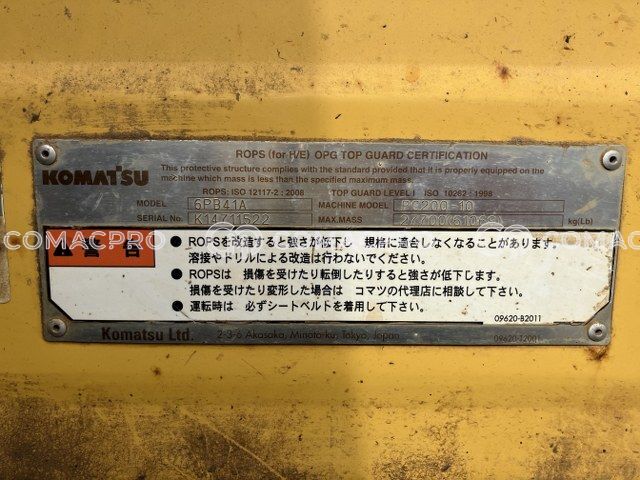 ROPS (for H/E) OPG TOP GUARD CERTIFICATION
KOMATSU
This protective structure complies with the standard provided that it is properly equipped on the
machine which mass is less than the specified maximum mass.
ROPS: ISO 12117-2 : 2008 TOP GUARD LEVEL I ISO 10262 : 1998
MODEL 6PB41A MACHINE MODEL PC200-10
SERIAL No. K14711522 MAX.MASS kg(Lb)
COMACPRO COMACPRO COMACPRO COMACPRO
警告
● ROPSを改造すると強さが低下し 規格に適合しなくなることがあります。
溶接やドリルによる改造は行わないでください。
● ROPSは 損傷を受けたり転倒したりすると強さが低下します。
損傷を受けたり変形した場合は コマツの代理店に相談して下さい。
● 運転時は 必ずシートベルトを着用して下さい。
09620-B2011
Komatsu Ltd. 2-3-6 Akasaka, Minato-ku, Tokyo, Japan 09620-J2001